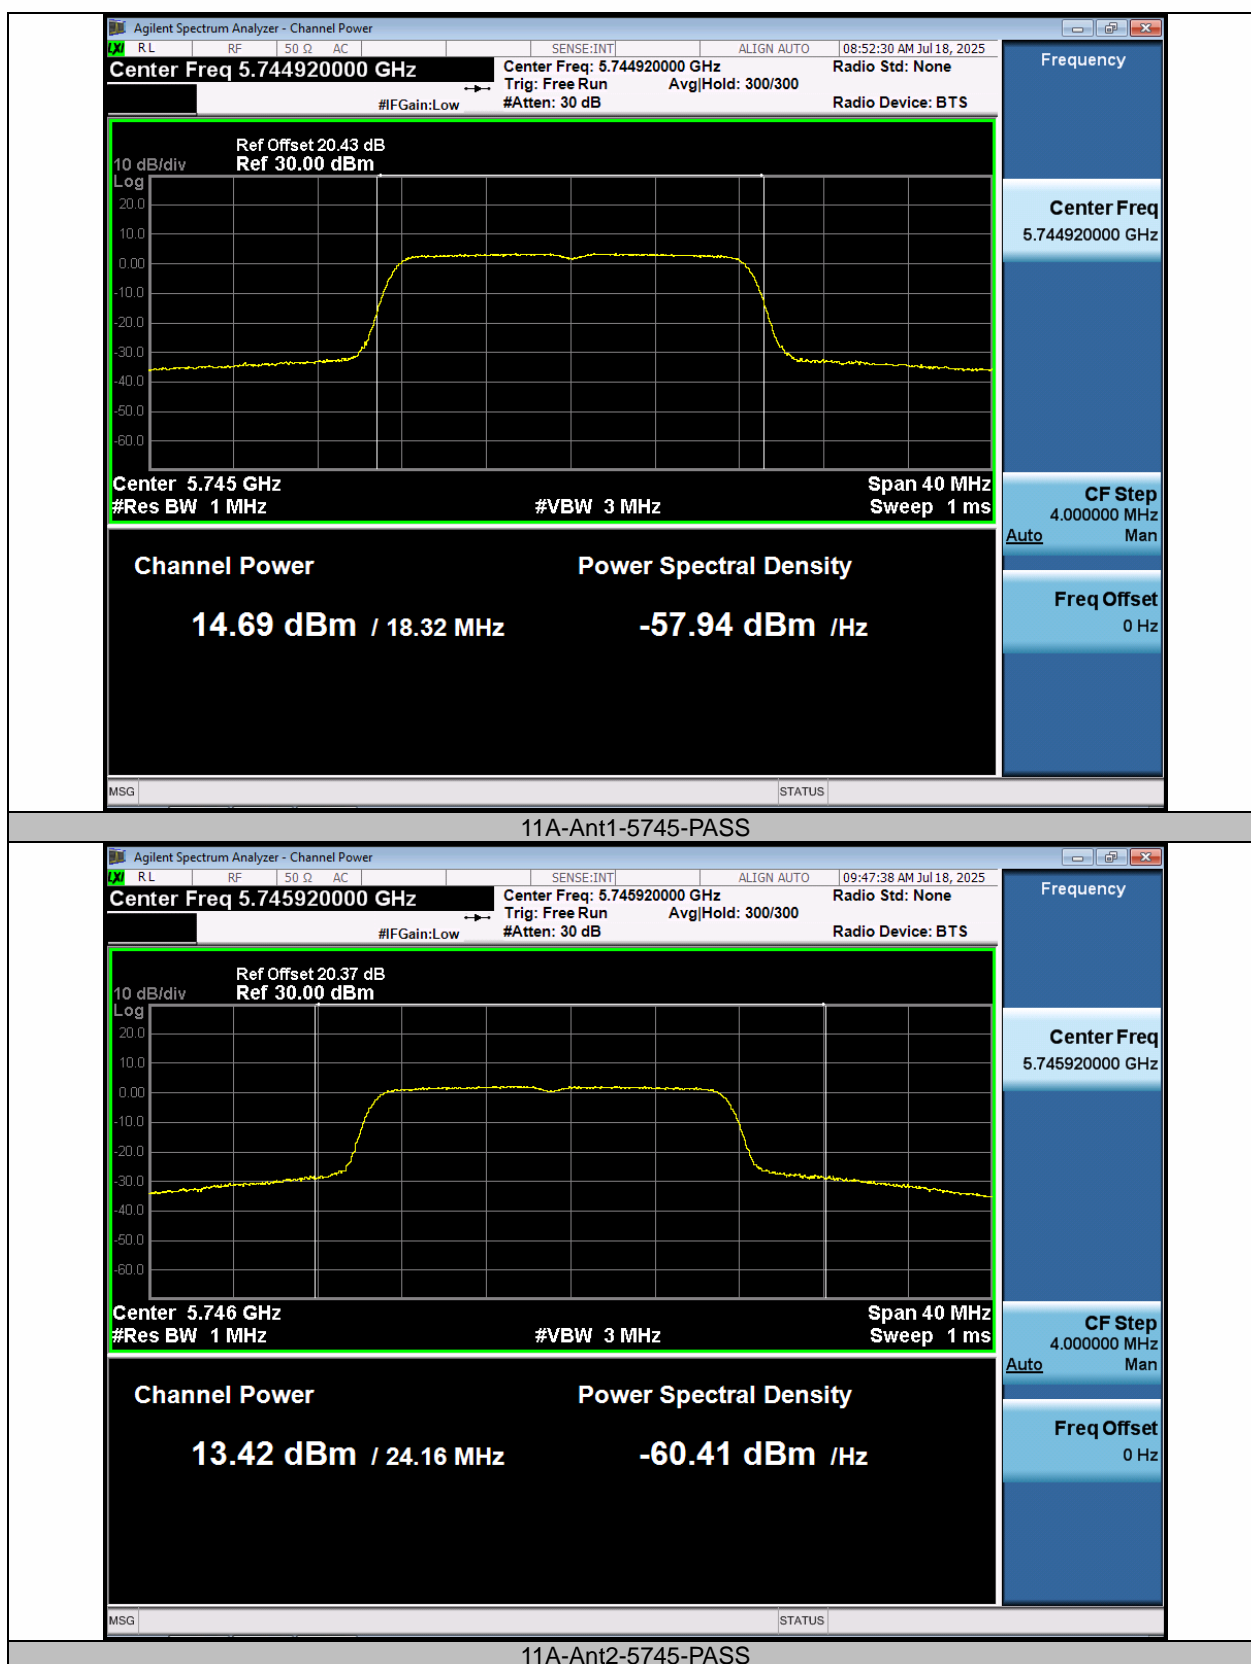 Agilent Spectrum Analyzer - Channel Power
LXI RL RF 50 Ω AC SENSE:INT ALIGN AUTO 08:52:30 AM Jul 18, 2025
Center Freq 5.744920000 GHz
Center Freq: 5.744920000 GHz Radio Std: None
Trig: Free Run Avg|Hold: 300/300
#IFGain:Low #Atten: 30 dB Radio Device: BTS
Frequency
Ref Offset 20.43 dB
10 dB/div Ref 30.00 dBm
Log
20.0
10.0
0.00
-10.0
-20.0
-30.0
-40.0
-50.0
-60.0
Center 5.745 GHz Span 40 MHz
#Res BW 1 MHz #VBW 3 MHz Sweep 1 ms
Center Freq
5.744920000 GHz
CF Step
4.000000 MHz
Auto Man
Freq Offset
0 Hz
Channel Power Power Spectral Density
14.69 dBm / 18.32 MHz -57.94 dBm /Hz
MSG STATUS
11A-Ant1-5745-PASS
Agilent Spectrum Analyzer - Channel Power
LXI RL RF 50 Ω AC SENSE:INT ALIGN AUTO 09:47:38 AM Jul 18, 2025
Center Freq 5.745920000 GHz
Center Freq: 5.745920000 GHz Radio Std: None
Trig: Free Run Avg|Hold: 300/300
#IFGain:Low #Atten: 30 dB Radio Device: BTS
Frequency
Ref Offset 20.37 dB
10 dB/div Ref 30.00 dBm
Log
20.0
10.0
0.00
-10.0
-20.0
-30.0
-40.0
-50.0
-60.0
Center 5.746 GHz Span 40 MHz
#Res BW 1 MHz #VBW 3 MHz Sweep 1 ms
Center Freq
5.745920000 GHz
CF Step
4.000000 MHz
Auto Man
Freq Offset
0 Hz
Channel Power Power Spectral Density
13.42 dBm / 24.16 MHz -60.41 dBm /Hz
MSG STATUS
11A-Ant2-5745-PASS